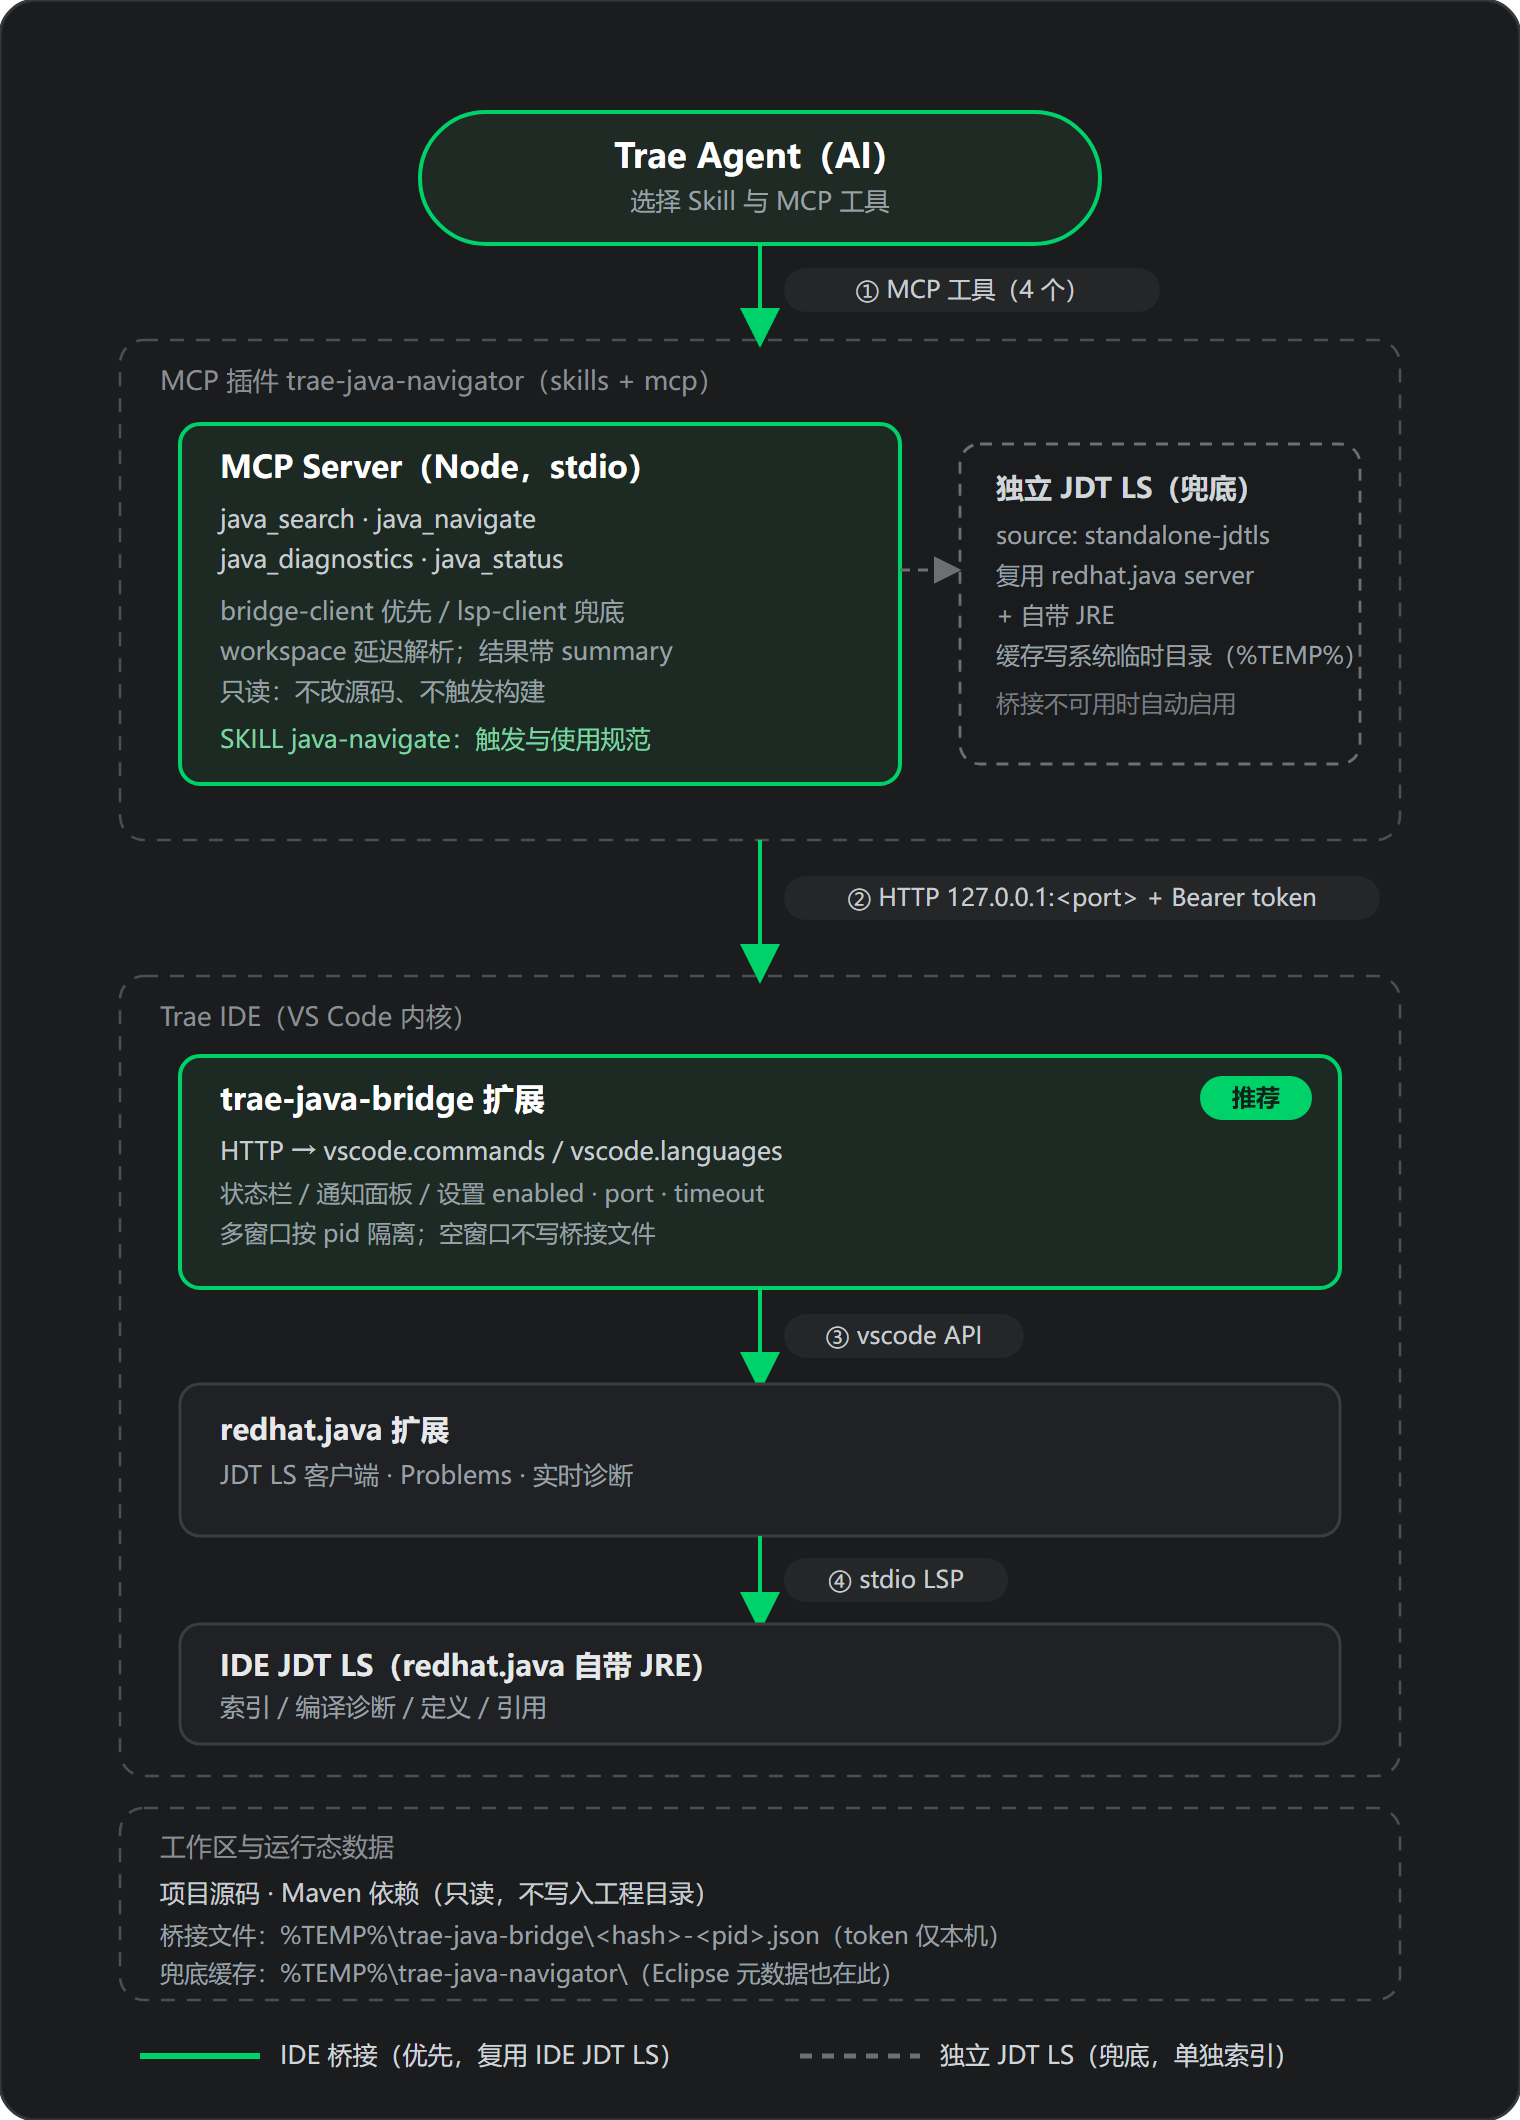 Trae Agent（AI）
选择 Skill 与 MCP 工具
① MCP 工具（4 个）
MCP 插件 trae-java-navigator（skills + mcp）
MCP Server（Node，stdio）
java_search · java_navigate
java_diagnostics · java_status
bridge-client 优先 / lsp-client 兜底
workspace 延迟解析；结果带 summary
只读：不改源码、不触发构建
SKILL java-navigate：触发与使用规范
独立 JDT LS（兜底）
source: standalone-jdtls
复用 redhat.java server
+ 自带 JRE
缓存写系统临时目录（%TEMP%）
桥接不可用时自动启用
② HTTP 127.0.0.1:<port> + Bearer token
Trae IDE（VS Code 内核）
trae-java-bridge 扩展
推荐
HTTP → vscode.commands / vscode.languages
状态栏 / 通知面板 / 设置 enabled · port · timeout
多窗口按 pid 隔离；空窗口不写桥接文件
③ vscode API
redhat.java 扩展
JDT LS 客户端 · Problems · 实时诊断
④ stdio LSP
IDE JDT LS（redhat.java 自带 JRE）
索引 / 编译诊断 / 定义 / 引用
工作区与运行态数据
项目源码 · Maven 依赖（只读，不写入工程目录）
桥接文件：%TEMP%\trae-java-bridge\<hash>-<pid>.json（token 仅本机）
兜底缓存：%TEMP%\trae-java-navigator\（Eclipse 元数据也在此）
IDE 桥接（优先，复用 IDE JDT LS）
独立 JDT LS（兜底，单独索引）